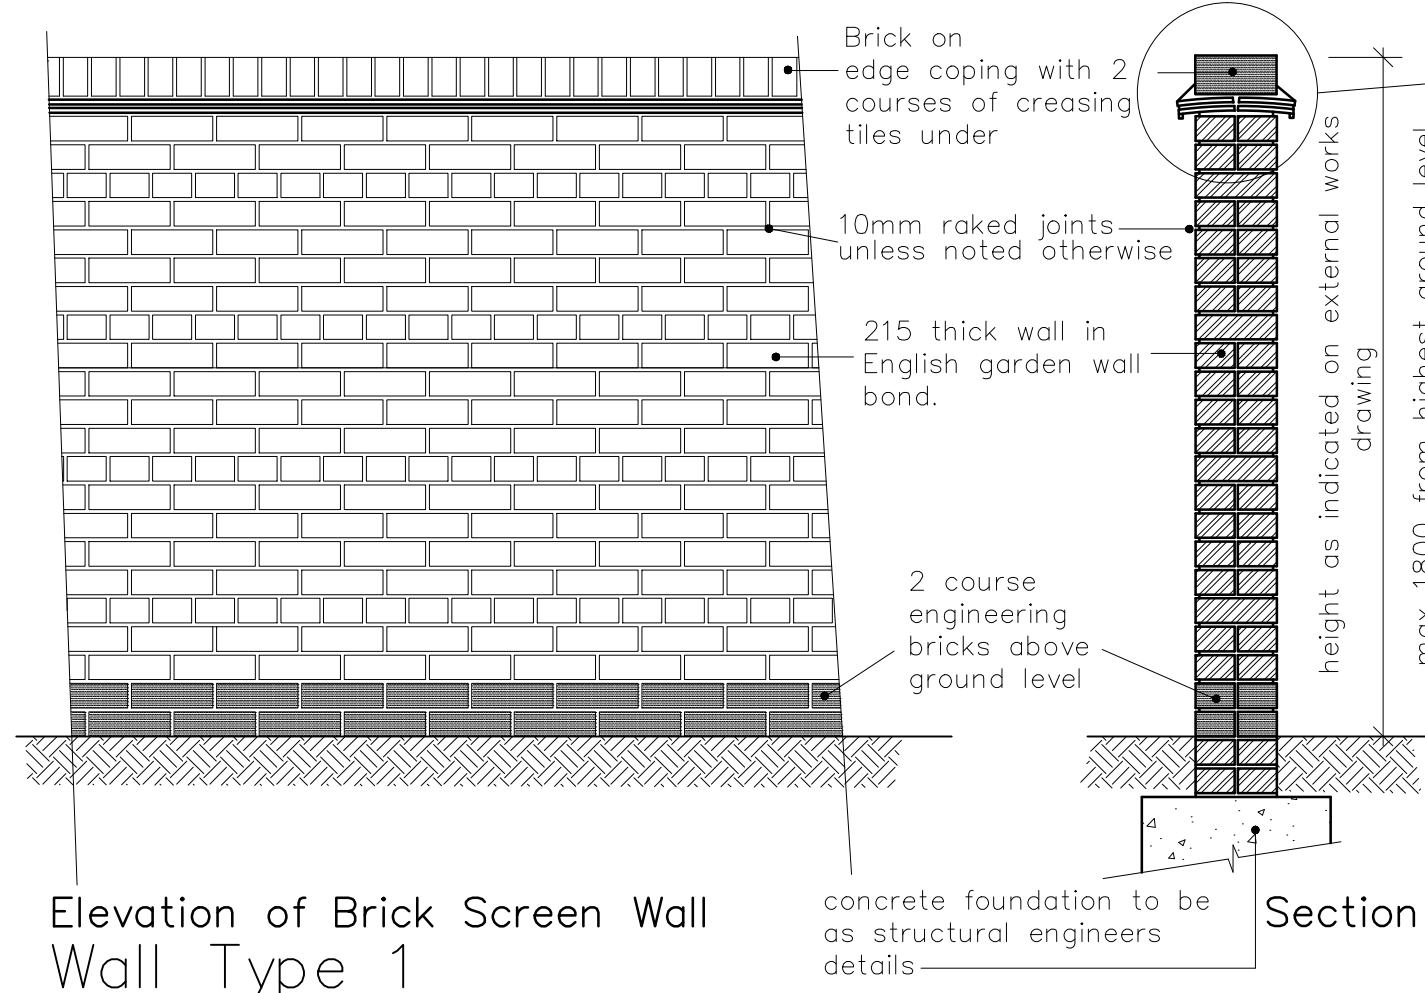 Brick on
edge coping with 2
courses of creasing
tiles under
10mm raked joints
unless noted otherwise
215 thick wall in
English garden wall
bond.
2 course
engineering
bricks above
ground level
height as indicated on external works
drawing
max 1800 from highest ground level
concrete foundation to be
as structural engineers
details
Elevation of Brick Screen Wall
Wall Type 1
Section